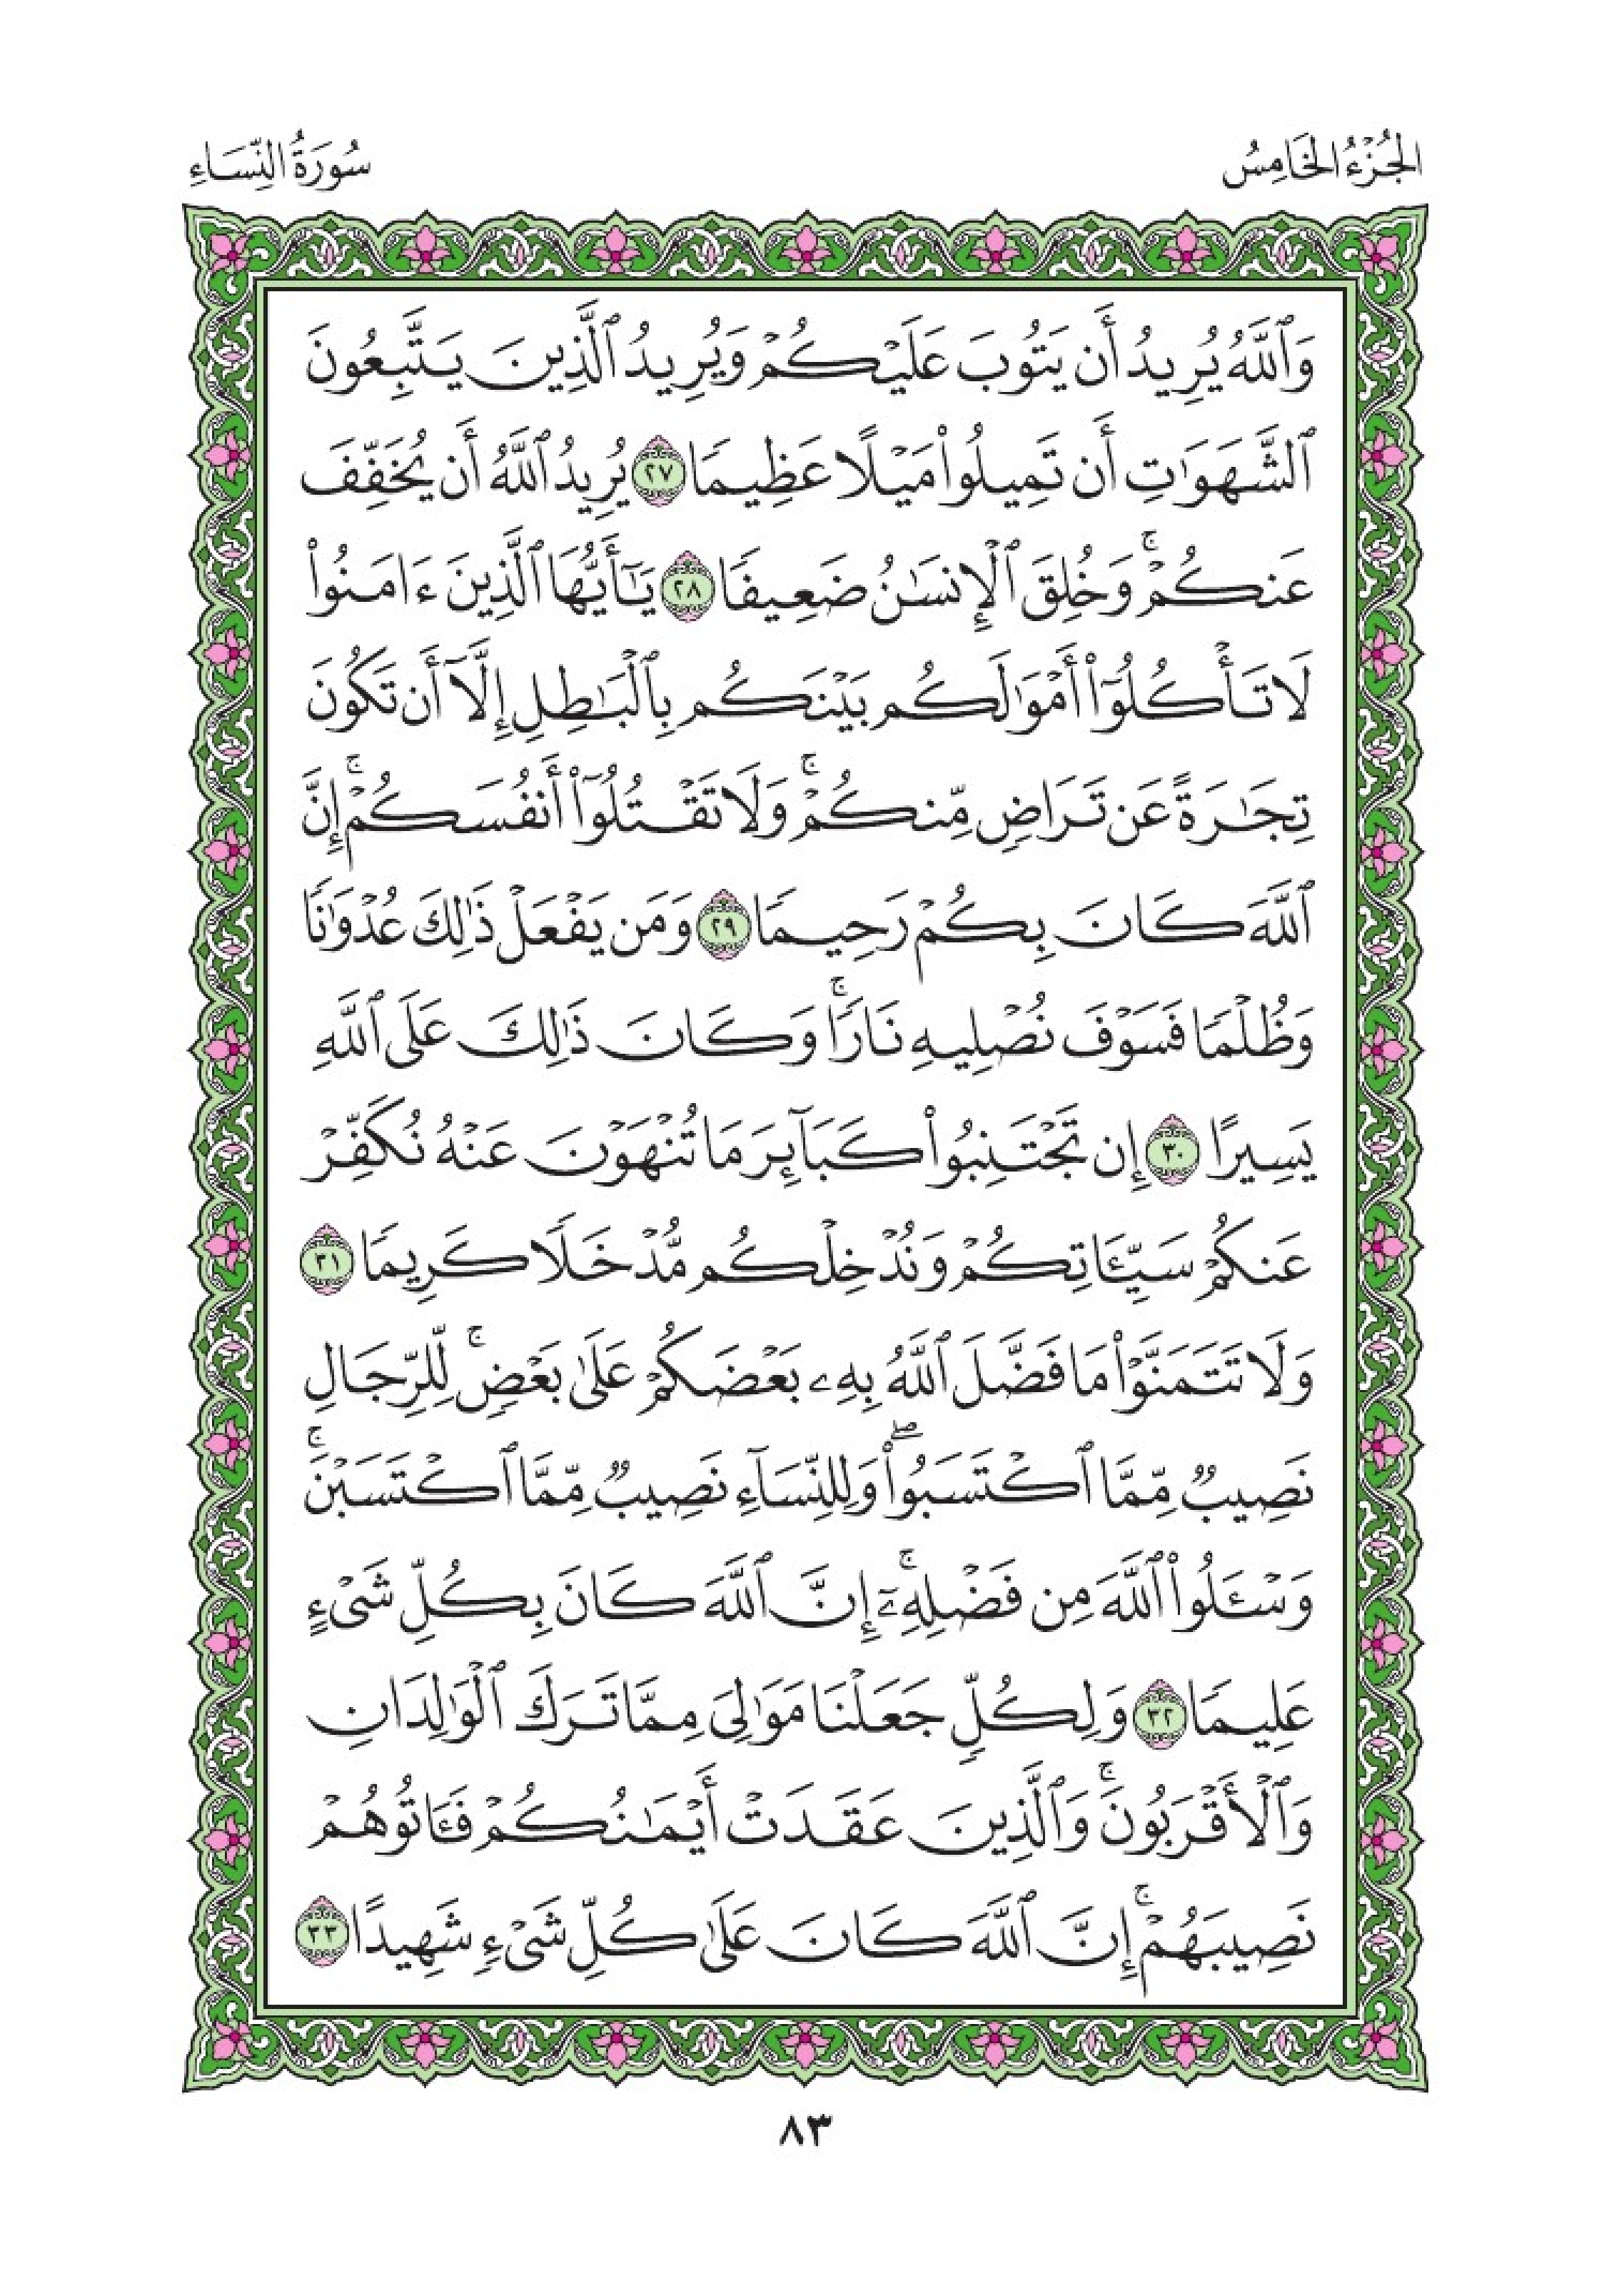 الجُزْءُ الخَامِسُ
سُورَةُ النِّسَاءِ
وَٱللَّهُ يُرِيدُ أَن يَتُوبَ عَلَيْكُمْ وَيُرِيدُ ٱلَّذِينَ يَتَّبِعُونَ
ٱلشَّهَوَٰتِ أَن تَمِيلُوا۟ مَيْلًا عَظِيمًا ٢٧ يُرِيدُ ٱللَّهُ أَن يُخَفِّفَ
عَنكُمْ ۚ وَخُلِقَ ٱلْإِنسَٰنُ ضَعِيفًا ٢٨ يَٰٓأَيُّهَا ٱلَّذِينَ ءَامَنُوا۟
لَا تَأْكُلُوٓا۟ أَمْوَٰلَكُم بَيْنَكُم بِٱلْبَٰطِلِ إِلَّآ أَن تَكُونَ
تِجَٰرَةً عَن تَرَاضٍ مِّنكُمْ ۚ وَلَا تَقْتُلُوٓا۟ أَنفُسَكُمْ ۚ إِنَّ
ٱللَّهَ كَانَ بِكُمْ رَحِيمًا ٢٩ وَمَن يَفْعَلْ ذَٰلِكَ عُدْوَٰنًا
وَظُلْمًا فَسَوْفَ نُصْلِيهِ نَارًا ۚ وَكَانَ ذَٰلِكَ عَلَى ٱللَّهِ
يَسِيرًا ٣٠ إِن تَجْتَنِبُوا۟ كَبَآئِرَ مَا تُنْهَوْنَ عَنْهُ نُكَفِّرْ
عَنكُمْ سَيِّـَٔاتِكُمْ وَنُدْخِلْكُم مُّدْخَلًا كَرِيمًا ٣١
وَلَا تَتَمَنَّوْا۟ مَا فَضَّلَ ٱللَّهُ بِهِۦ بَعْضَكُمْ عَلَىٰ بَعْضٍ ۚ لِّلرِّجَالِ
نَصِيبٌ مِّمَّا ٱكْتَسَبُوا۟ ۖ وَلِلنِّسَآءِ نَصِيبٌ مِّمَّا ٱكْتَسَبْنَ ۚ
وَسْـَٔلُوا۟ ٱللَّهَ مِن فَضْلِهِۦٓ ۚ إِنَّ ٱللَّهَ كَانَ بِكُلِّ شَىْءٍ
عَلِيمًا ٣٢ وَلِكُلٍّ جَعَلْنَا مَوَٰلِىَ مِمَّا تَرَكَ ٱلْوَٰلِدَانِ
وَٱلْأَقْرَبُونَ ۚ وَٱلَّذِينَ عَقَدَتْ أَيْمَٰنُكُمْ فَـَٔاتُوهُمْ
نَصِيبَهُمْ ۚ إِنَّ ٱللَّهَ كَانَ عَلَىٰ كُلِّ شَىْءٍ شَهِيدًا ٣٣
٨٣